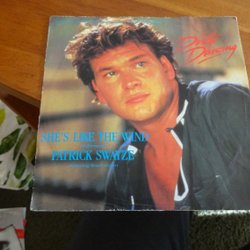 Dirty
Dancing
SHE'S LIKE THE WIND
PATRICK SWAYZE